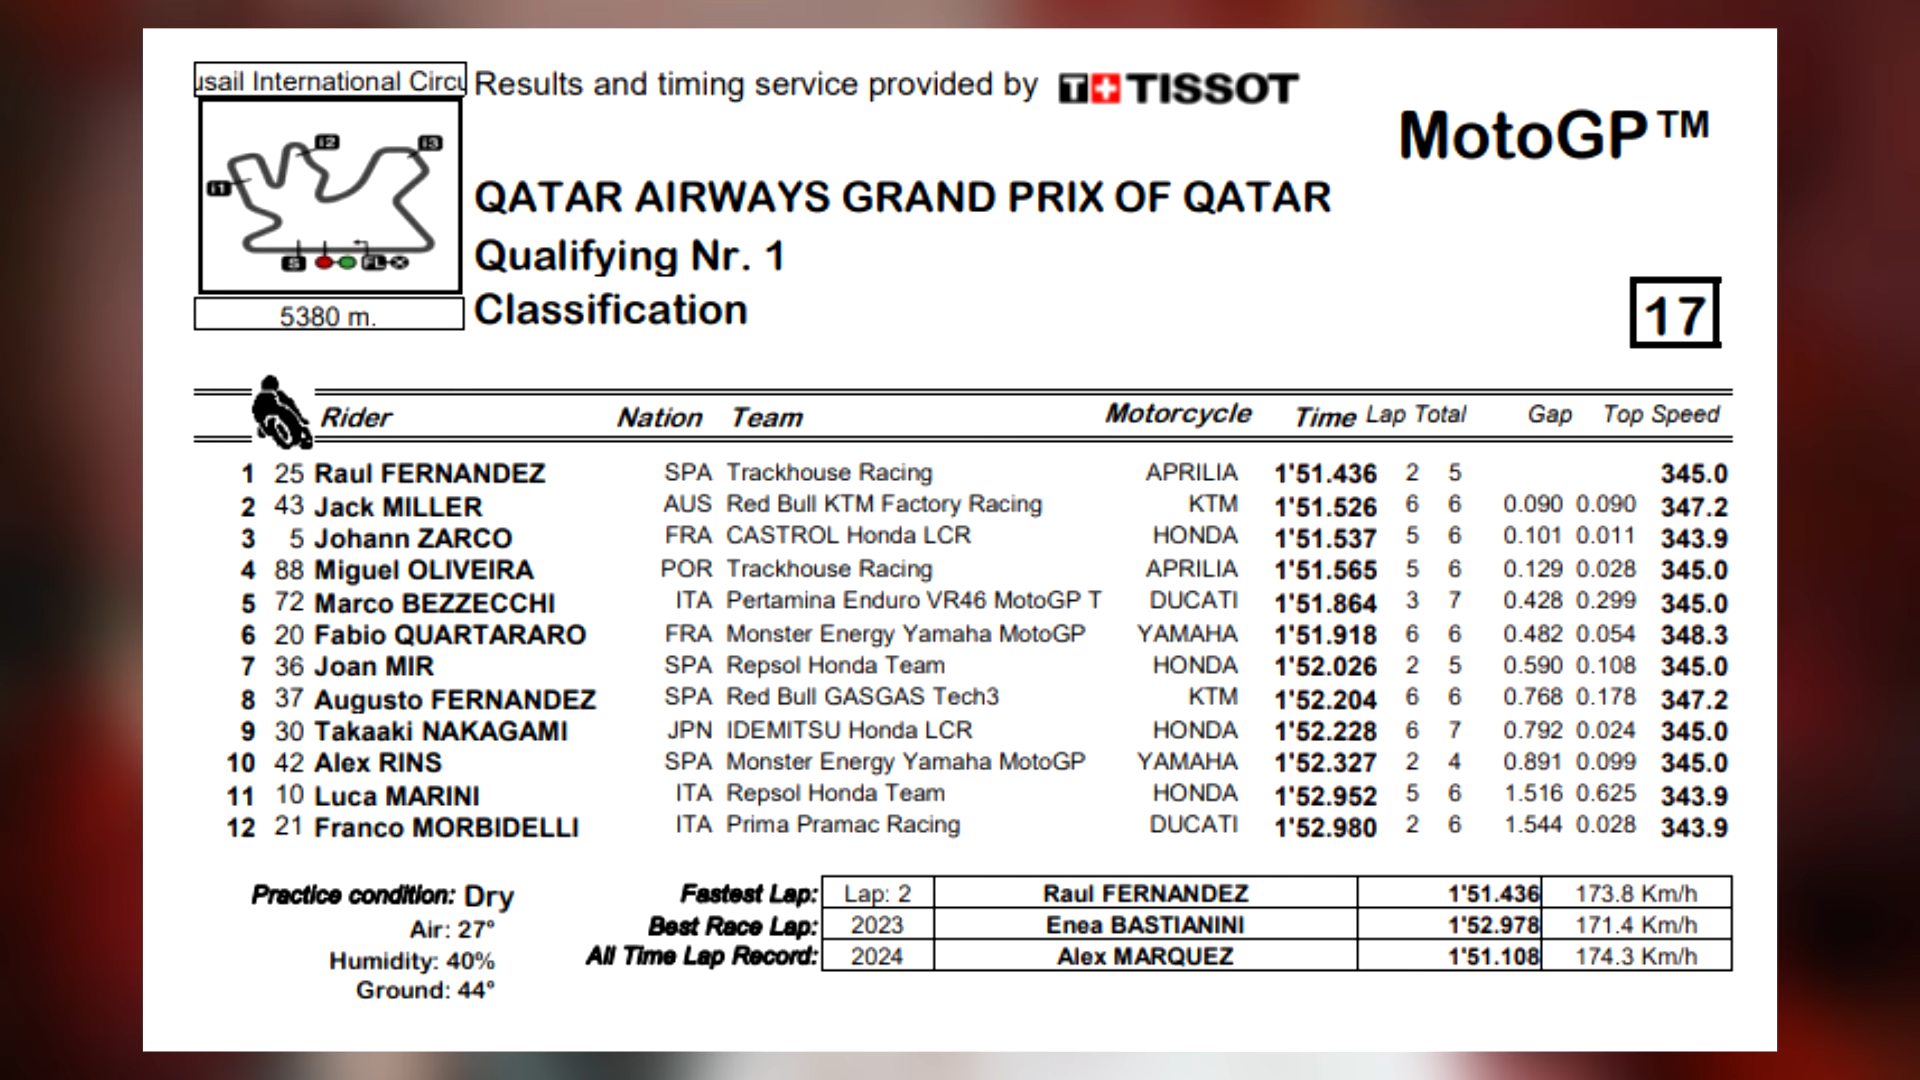 usail International Circu
Results and timing service provided by T+ TISSOT
MotoGP™
i1
i2
i3
S
FL
5380 m.
QATAR AIRWAYS GRAND PRIX OF QATAR
Qualifying Nr. 1
Classification
17
Rider Nation Team Motorcycle Time Lap Total Gap Top Speed
1 25 Raul FERNANDEZ SPA Trackhouse Racing APRILIA 1'51.436 2 5 345.0
2 43 Jack MILLER AUS Red Bull KTM Factory Racing KTM 1'51.526 6 6 0.090 0.090 347.2
3 5 Johann ZARCO FRA CASTROL Honda LCR HONDA 1'51.537 5 6 0.101 0.011 343.9
4 88 Miguel OLIVEIRA POR Trackhouse Racing APRILIA 1'51.565 5 6 0.129 0.028 345.0
5 72 Marco BEZZECCHI ITA Pertamina Enduro VR46 MotoGP T DUCATI 1'51.864 3 7 0.428 0.299 345.0
6 20 Fabio QUARTARARO FRA Monster Energy Yamaha MotoGP YAMAHA 1'51.918 6 6 0.482 0.054 348.3
7 36 Joan MIR SPA Repsol Honda Team HONDA 1'52.026 2 5 0.590 0.108 345.0
8 37 Augusto FERNANDEZ SPA Red Bull GASGAS Tech3 KTM 1'52.204 6 6 0.768 0.178 347.2
9 30 Takaaki NAKAGAMI JPN IDEMITSU Honda LCR HONDA 1'52.228 6 7 0.792 0.024 345.0
10 42 Alex RINS SPA Monster Energy Yamaha MotoGP YAMAHA 1'52.327 2 4 0.891 0.099 345.0
11 10 Luca MARINI ITA Repsol Honda Team HONDA 1'52.952 5 6 1.516 0.625 343.9
12 21 Franco MORBIDELLI ITA Prima Pramac Racing DUCATI 1'52.980 2 6 1.544 0.028 343.9
Practice condition: Dry
Air: 27°
Humidity: 40%
Ground: 44°
Fastest Lap: Lap: 2 Raul FERNANDEZ 1'51.436 173.8 Km/h
Best Race Lap: 2023 Enea BASTIANINI 1'52.978 171.4 Km/h
All Time Lap Record: 2024 Alex MARQUEZ 1'51.108 174.3 Km/h